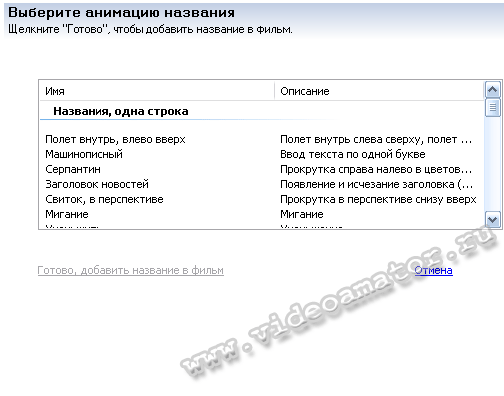 Выберите анимацию названия
Щелкните "Готово", чтобы добавить название в фильм.
Имя Описание
Названия, одна строка
Полет внутрь, влево вверх Полет внутрь слева сверху, полет ...
Машинописный Ввод текста по одной букве
Серпантин Прокрутка справа налево в цветов...
Заголовок новостей Появление и исчезание заголовка (...
Свиток, в перспективе Прокрутка в перспективе снизу вверх
Мигание Мигание
Готово, добавить название в фильм Отмена
www.videoamator.ru